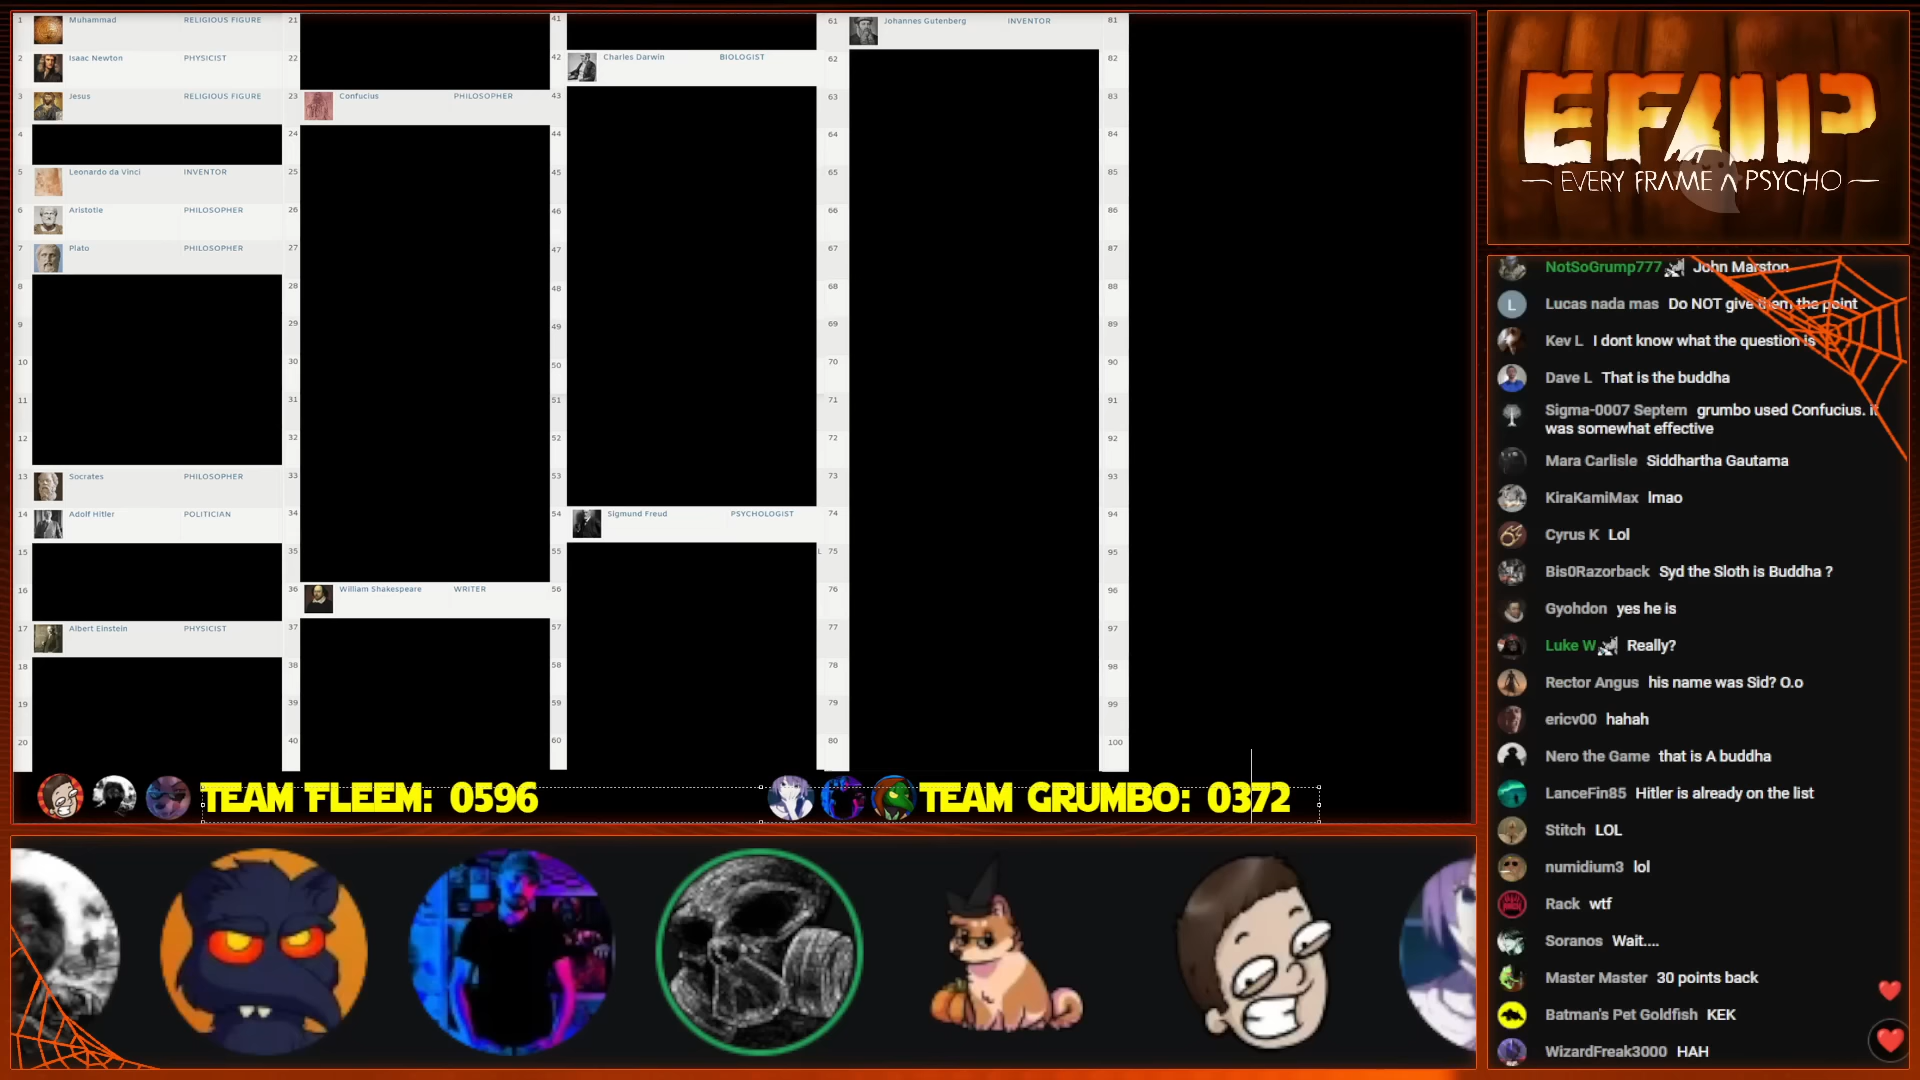 1 Muhammad RELIGIOUS FIGURE
2 Isaac Newton PHYSICIST
3 Jesus RELIGIOUS FIGURE
4
5 Leonardo da Vinci INVENTOR
6 Aristotle PHILOSOPHER
7 Plato PHILOSOPHER
8
9
10
11
12
13 Socrates PHILOSOPHER
14 Adolf Hitler POLITICIAN
15
16
17 Albert Einstein PHYSICIST
18
19
20
21
22
23 Confucius PHILOSOPHER
24
25
26
27
28
29
30
31
32
33
34
35
36 William Shakespeare WRITER
37
38
39
40
41
42 Charles Darwin BIOLOGIST
43
44
45
46
47
48
49
50
51
52
53
54 Sigmund Freud PSYCHOLOGIST
55
56
57
58
59
60
61 Johannes Gutenberg INVENTOR
62
63
64
65
66
67
68
69
70
71
72
73
74
75
76
77
78
79
80
81
82
83
84
85
86
87
88
89
90
91
92
93
94
95
96
97
98
99
100
TEAM FLEEM: 0596
TEAM GRUMBO: 0372
EFAP
EVERY FRAME A PSYCHO
NotSoGrump777 John Marston
Lucas nada mas Do NOT give them the point
Kev L I dont know what the question is
Dave L That is the buddha
Sigma-0007 Septem grumbo used Confucius. it
was somewhat effective
Mara Carlisle Siddhartha Gautama
KiraKamiMax lmao
Cyrus K Lol
Bis0Razorback Syd the Sloth is Buddha ?
Gyohdon yes he is
Luke W Really?
Rector Angus his name was Sid? O.o
ericv00 hahah
Nero the Game that is A buddha
LanceFin85 Hitler is already on the list
Stitch LOL
numidium3 lol
Rack wtf
Soranos Wait....
Master Master 30 points back
Batman's Pet Goldfish KEK
WizardFreak3000 HAH